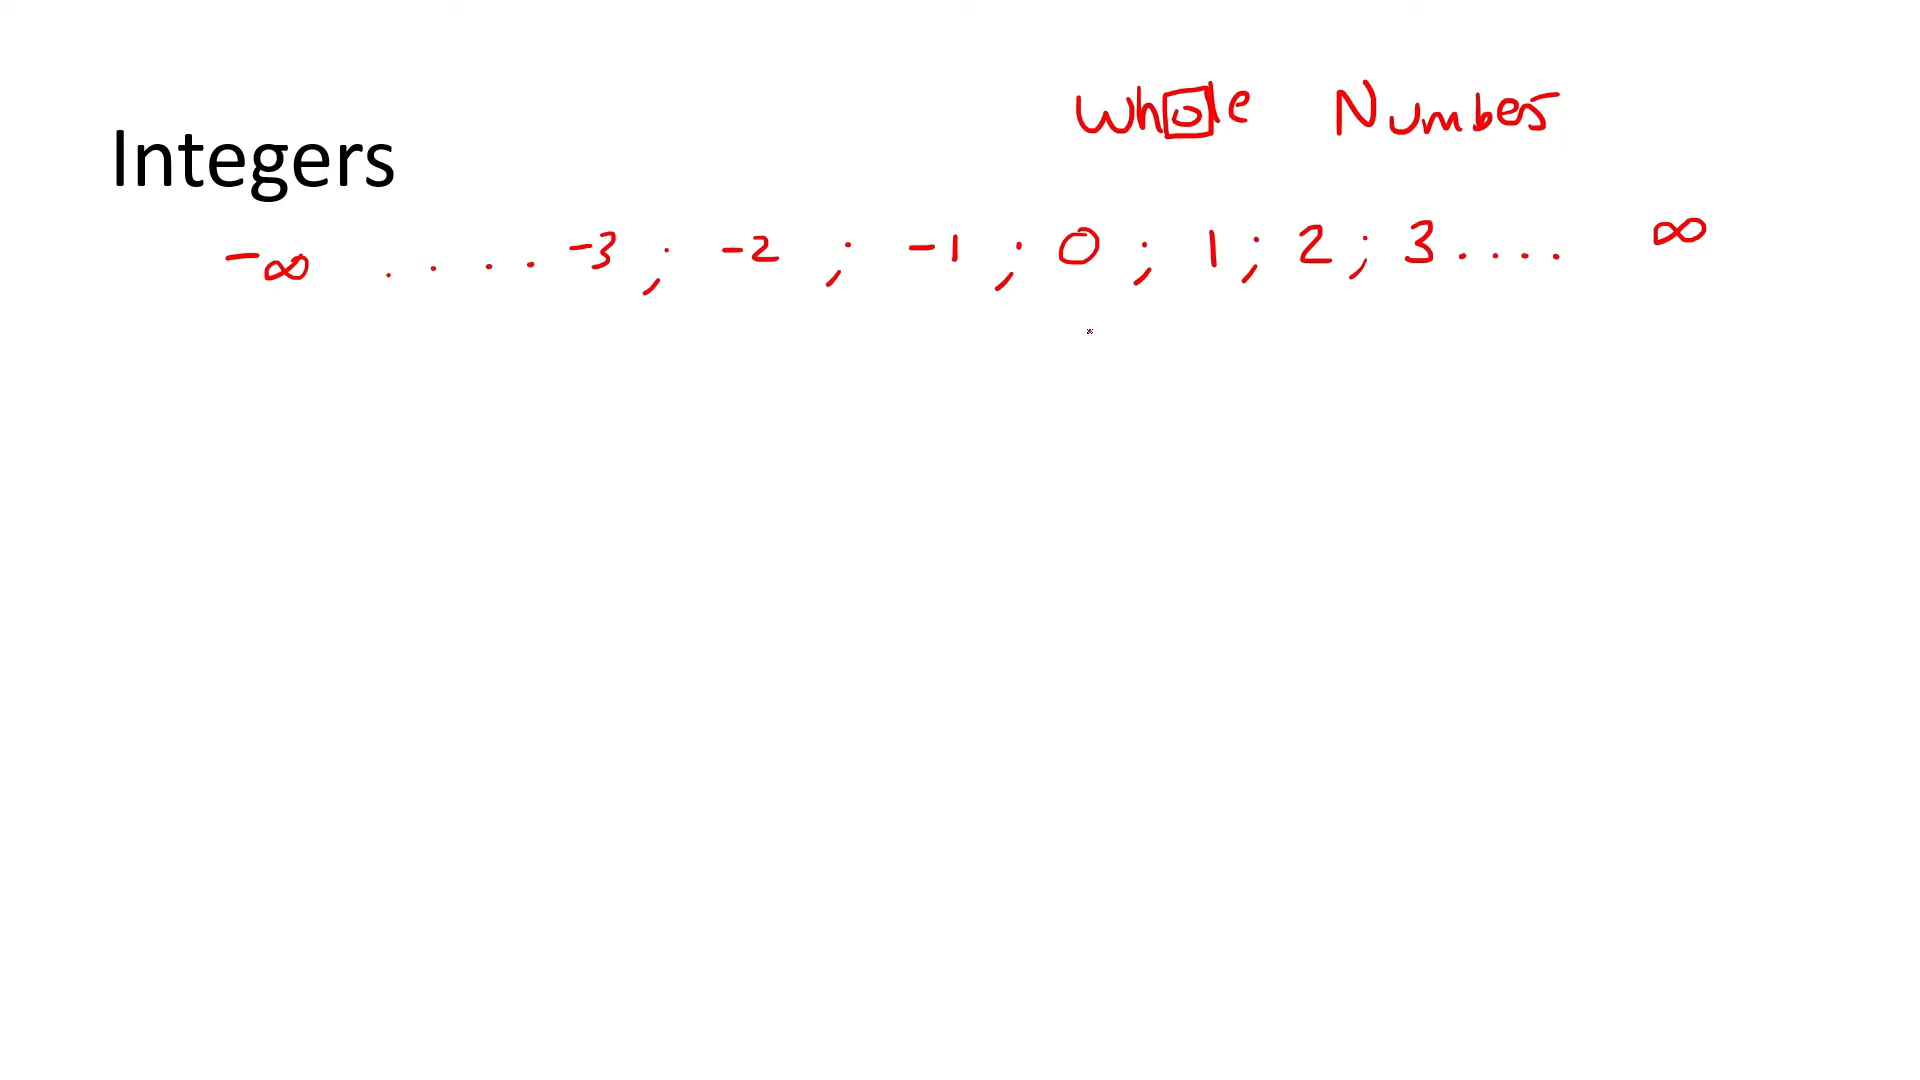 Whole Numbers
Integers
-∞ . . . . -3 ; -2 ; -1 ; 0 ; 1 ; 2 ; 3 . . . . ∞